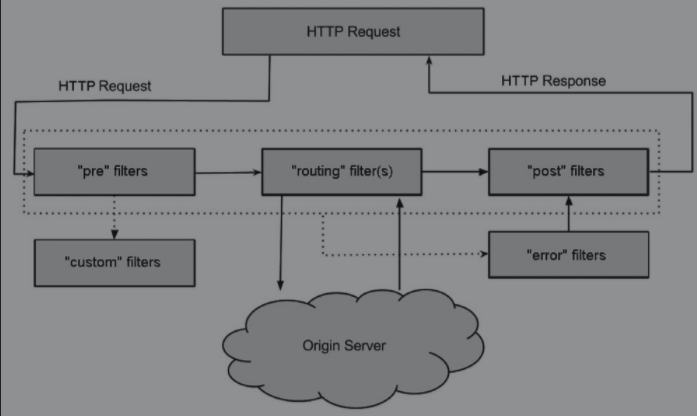 HTTP Request
HTTP Request
HTTP Response
"pre" filters
"routing" filter(s)
"post" filters
"custom" filters
"error" filters
Origin Server